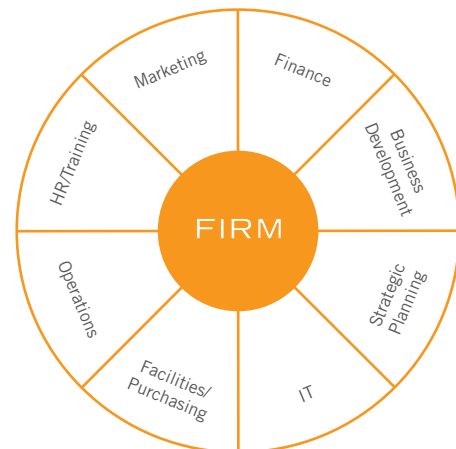 Marketing
Finance
Business
Development
Strategic
Planning
IT
Facilities/
Purchasing
Operations
HR/Training
FIRM